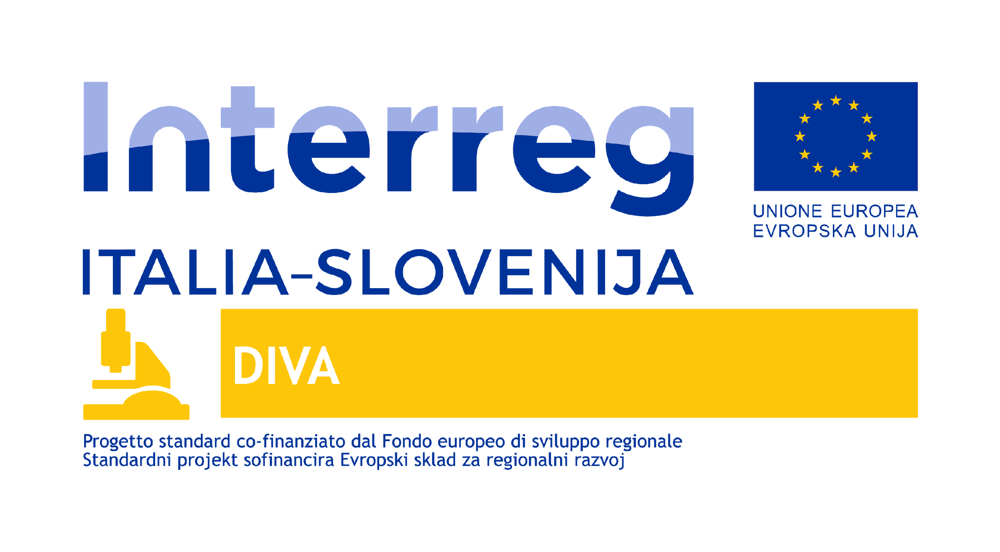 Interreg
UNIONE EUROPEA
EVROPSKA UNIJA
ITALIA-SLOVENIJA
DIVA
Progetto standard co-finanziato dal Fondo europeo di sviluppo regionale
Standardni projekt sofinancira Evropski sklad za regionalni razvoj